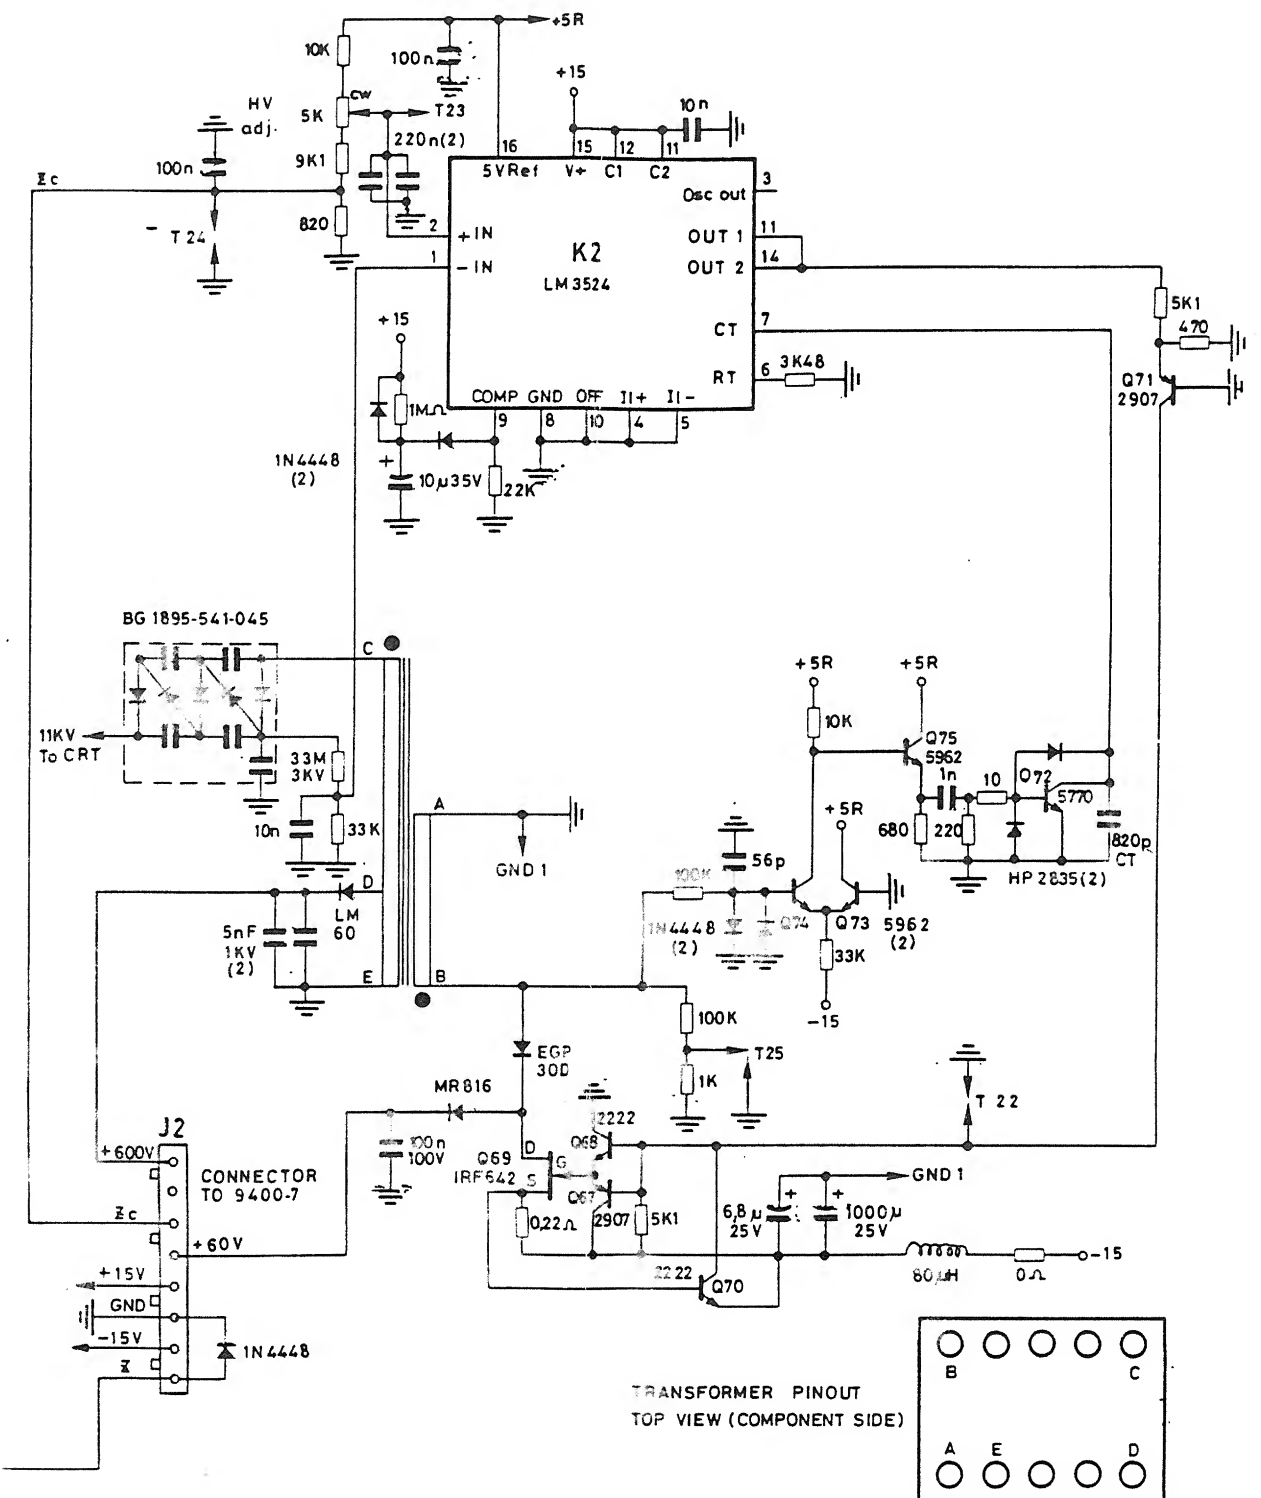 +5R
10K
100n
+15
HV
adj.
CW
5K
T23
10n
220n(2)
16
15
12
11
9K1
5VRef
V+
C1
C2
100n
3
Osc out
Zc
820
2
+IN
11
OUT 1
- T24
1
-IN
K2
LM3524
14
OUT 2
5K1
+15
7
CT
470
3K48
6
RT
Q71
2907
1MΩ
COMP
GND
OFF
I1+
I1-
9
8
10
4
5
1N4448
(2)
+
10µ35V
22K
BG 1895-541-045
C
+5R
+5R
10K
Q75
5962
11KV
To CRT
33M
3KV
1n
10
Q72
5770
A
+5R
10n
33K
680
220
820p
CT
GND 1
56p
HP 2835(2)
D
100K
LM
60
5nF
1KV
(2)
1N4448
(2)
Q74
Q73
5962
(2)
33K
E
B
-15
100K
EGP
30D
T25
1K
MR816
T 22
J2
2222
+600V
CONNECTOR
TO 9400-7
100n
100V
Q68
D
G
S
Q69
IRF642
GND 1
Zc
Q67
2907
0,22Ω
5K1
6,8µ
25V
+
+
1000µ
25V
+60V
-15
2222
Q70
80µH
0Ω
+15V
GND
-15V
1N4448
Z
B
C
TRANSFORMER PINOUT
TOP VIEW (COMPONENT SIDE)
A
E
D